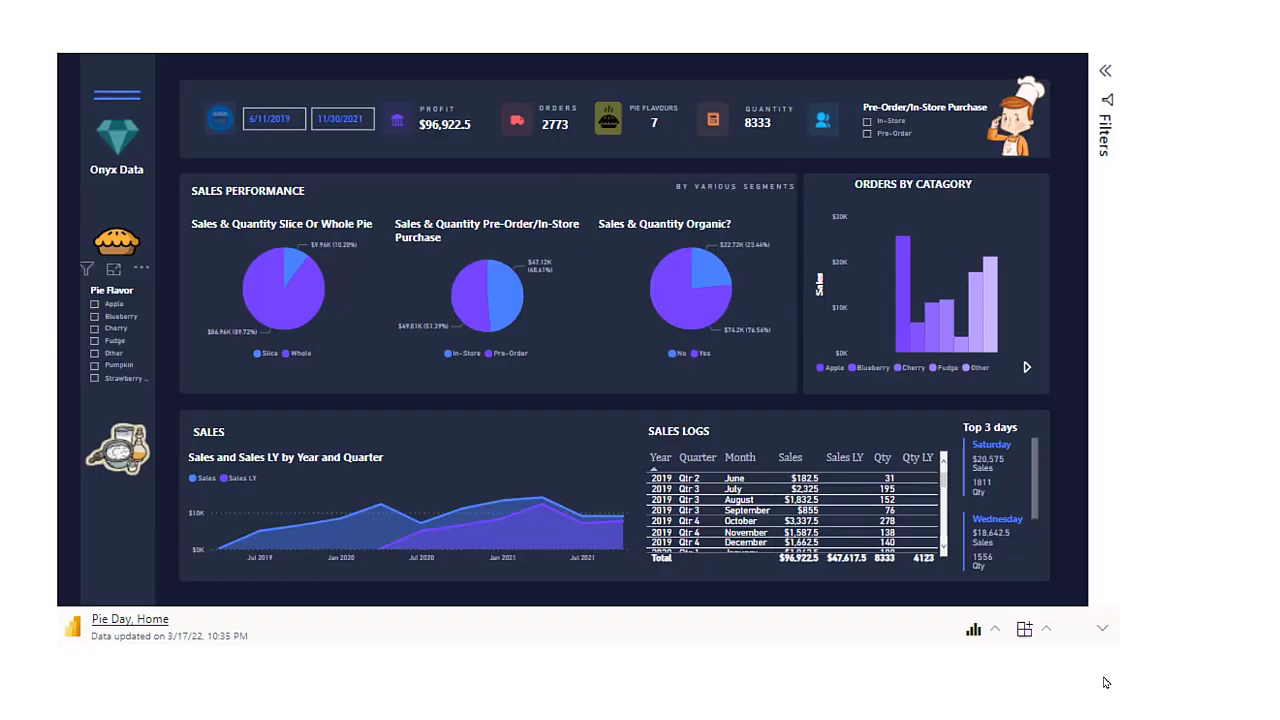 Onyx Data
6/11/2019
11/30/2021
PROFIT
$96,922.5
ORDERS
2773
PIE FLAVOURS
7
QUANTITY
8333
Pre-Order/In-Store Purchase
In-Store
Pre-Order
Filters
Pie Flavor
Apple
Blueberry
Cherry
Fudge
Other
Pumpkin
Strawberry ...
SALES PERFORMANCE
BY VARIOUS SEGMENTS
Sales & Quantity Slice Or Whole Pie
$9.96K (10.28%)
$86.96K (89.72%)
Slice Whole
Sales & Quantity Pre-Order/In-Store
Purchase
$47.12K
(48.61%)
$49.81K (51.39%)
In-Store Pre-Order
Sales & Quantity Organic?
$22.72K (23.44%)
$74.2K (76.56%)
No Yes
ORDERS BY CATAGORY
Sales
$30K
$20K
$10K
$0K
Apple Blueberry Cherry Fudge Other
SALES
Sales and Sales LY by Year and Quarter
Sales Sales LY
$10K
$0K
Jul 2019 Jan 2020 Jul 2020 Jan 2021 Jul 2021
SALES LOGS
Year Quarter Month Sales Sales LY Qty Qty LY
2019 Qtr 2 June $182.5 31
2019 Qtr 3 July $2,325 195
2019 Qtr 3 August $1,832.5 152
2019 Qtr 3 September $855 76
2019 Qtr 4 October $3,337.5 278
2019 Qtr 4 November $1,587.5 138
2019 Qtr 4 December $1,662.5 140
Total $96,922.5 $47,617.5 8333 4123
Top 3 days
Saturday
$20,575
Sales
1811
Qty
Wednesday
$18,642.5
Sales
1556
Qty
Pie Day, Home
Data updated on 3/17/22, 10:35 PM